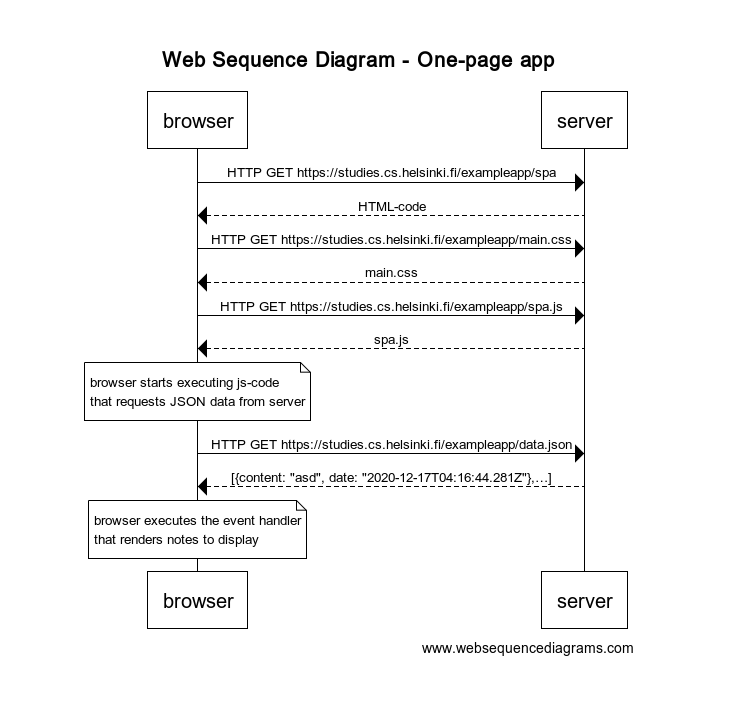 Web Sequence Diagram - One-page app
browser
server
HTTP GET https://studies.cs.helsinki.fi/exampleapp/spa
HTML-code
HTTP GET https://studies.cs.helsinki.fi/exampleapp/main.css
main.css
HTTP GET https://studies.cs.helsinki.fi/exampleapp/spa.js
spa.js
browser starts executing js-code
that requests JSON data from server
HTTP GET https://studies.cs.helsinki.fi/exampleapp/data.json
[{content: "asd", date: "2020-12-17T04:16:44.281Z"},...]
browser executes the event handler
that renders notes to display
browser
server
www.websequencediagrams.com